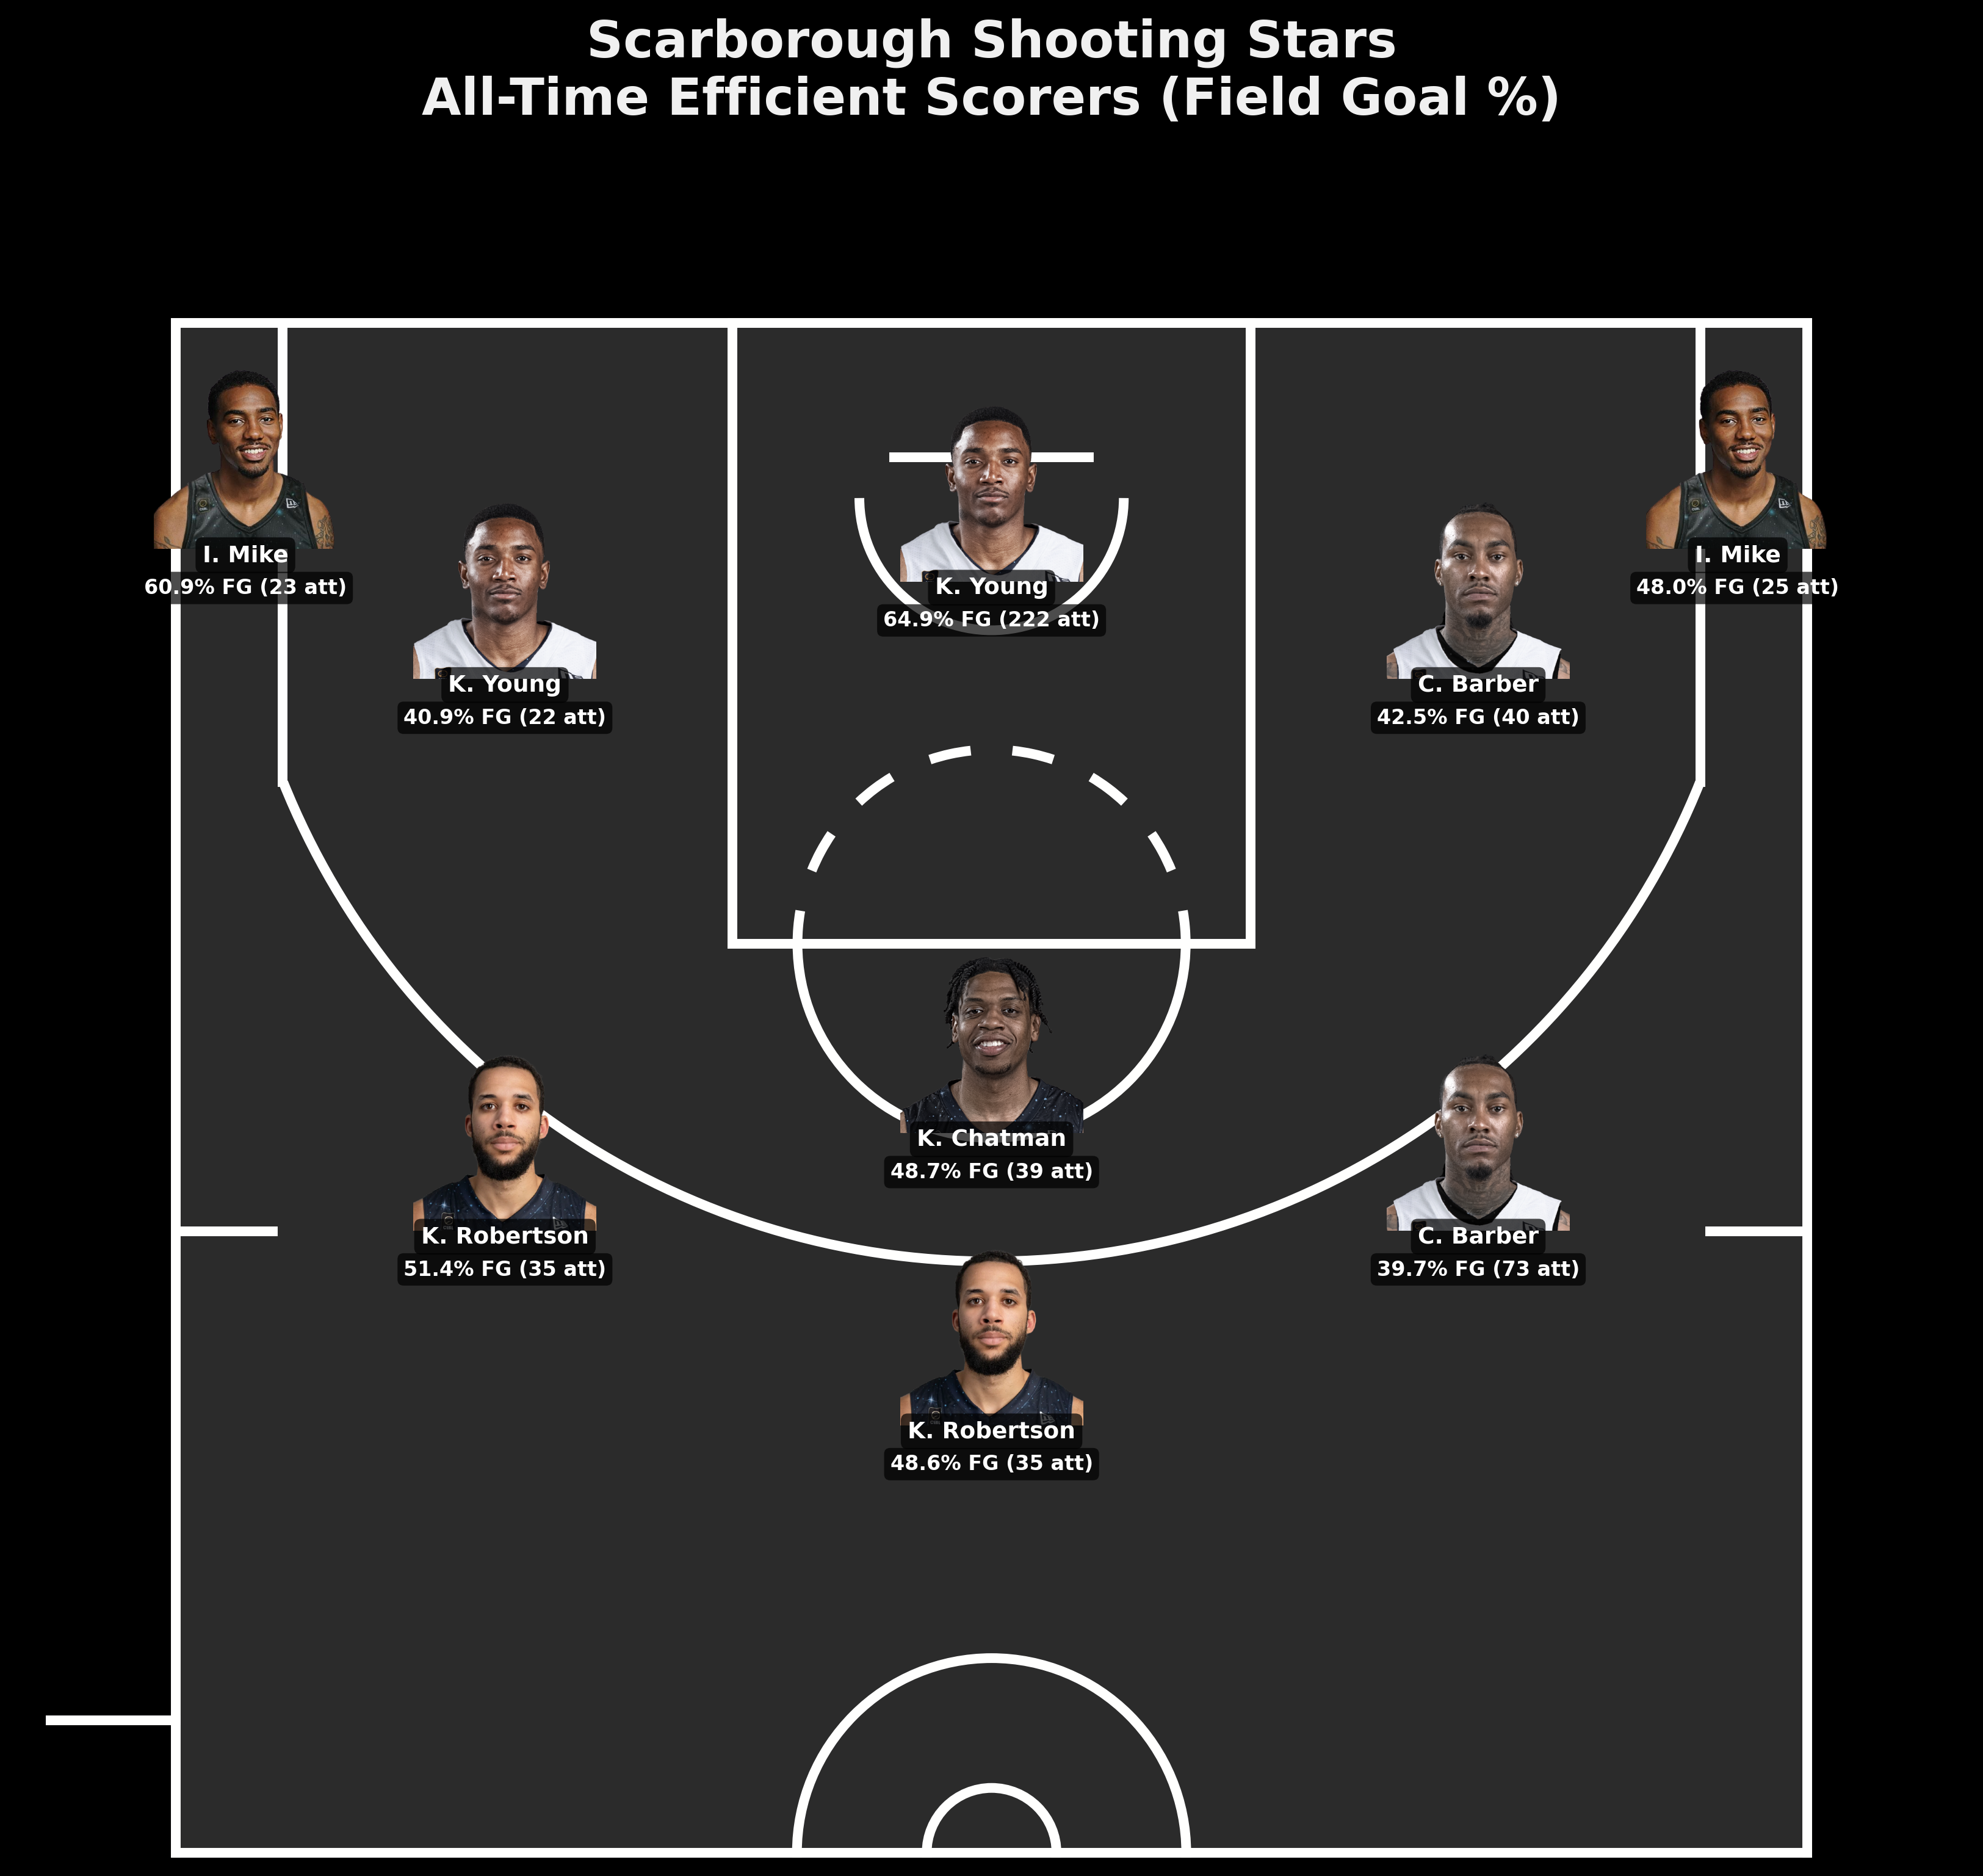 Scarborough Shooting Stars
All-Time Efficient Scorers (Field Goal %)
I. Mike
60.9% FG (23 att)
I. Mike
48.0% FG (25 att)
K. Young
64.9% FG (222 att)
K. Young
40.9% FG (22 att)
C. Barber
42.5% FG (40 att)
K. Chatman
48.7% FG (39 att)
K. Robertson
51.4% FG (35 att)
C. Barber
39.7% FG (73 att)
K. Robertson
48.6% FG (35 att)